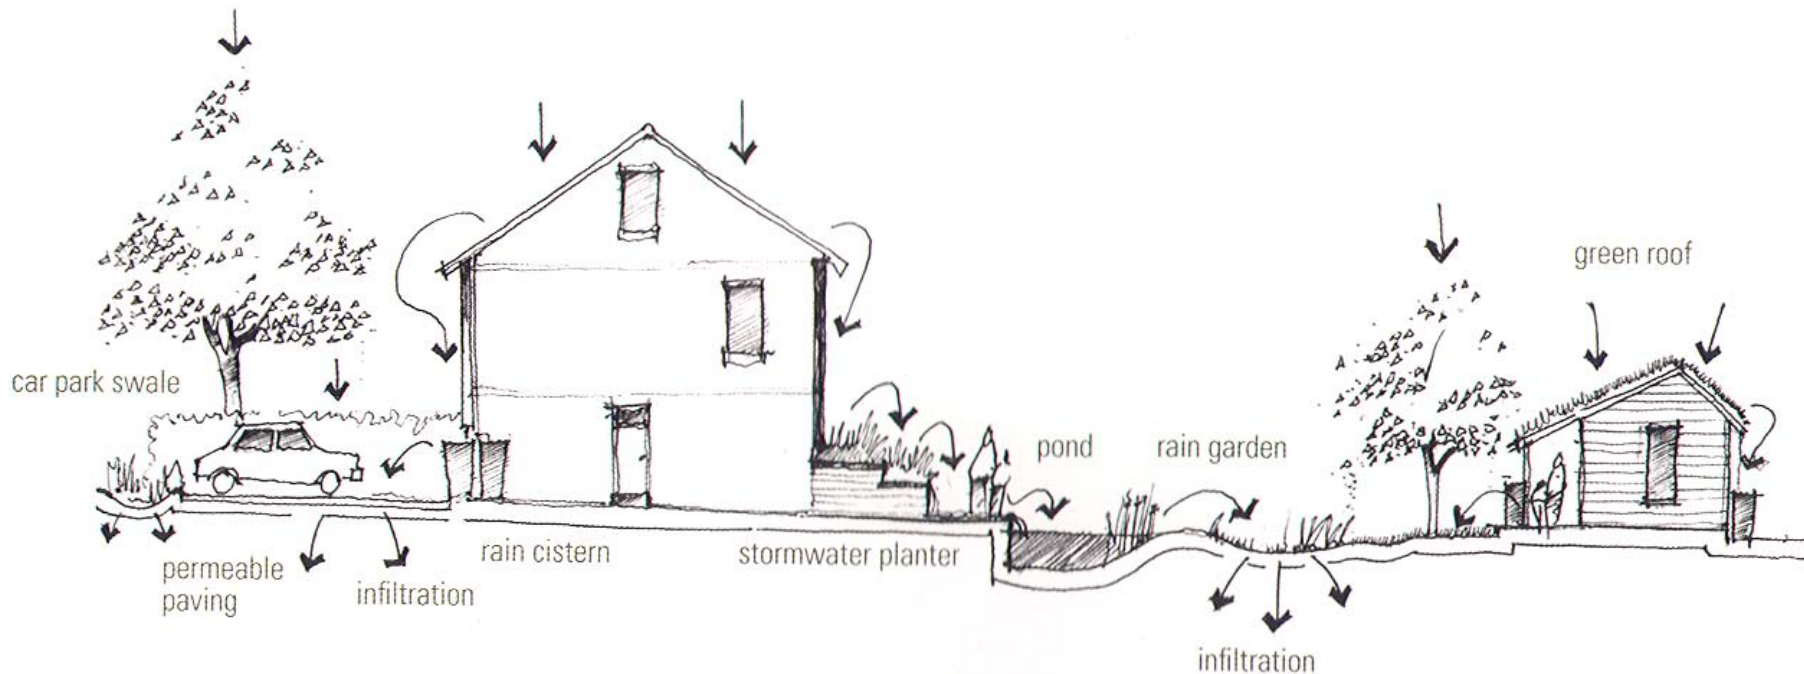 green roof
car park swale
pond
rain garden
rain cistern
stormwater planter
permeable
paving
infiltration
infiltration